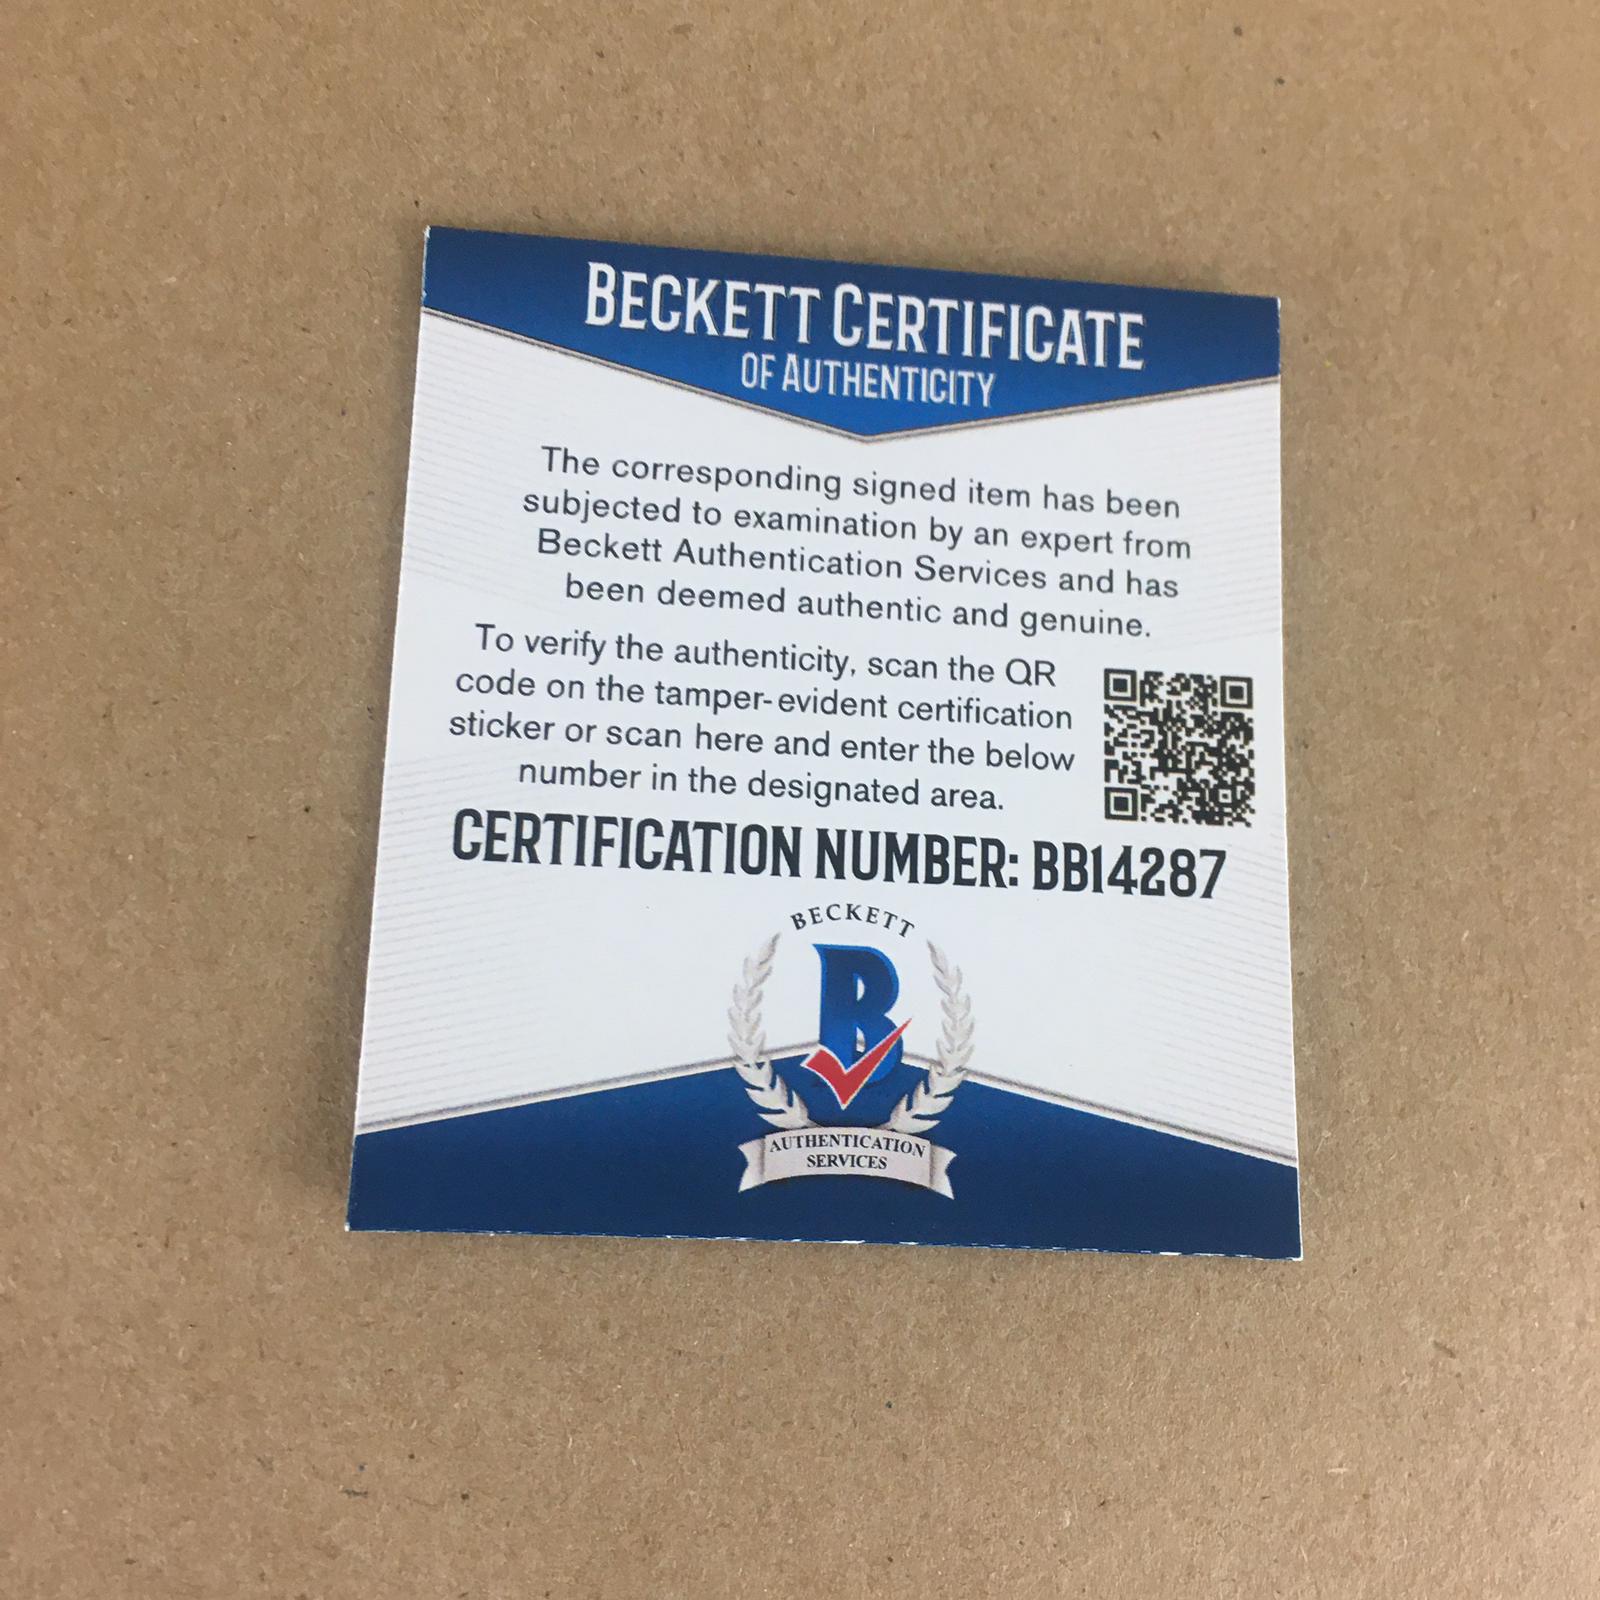 BECKETT CERTIFICATE
OF AUTHENTICITY
The corresponding signed item has been
subjected to examination by an expert from
Beckett Authentication Services and has
been deemed authentic and genuine.
To verify the authenticity, scan the QR
code on the tamper-evident certification
sticker or scan here and enter the below
number in the designated area.
CERTIFICATION NUMBER: BB14287
BECKETT
B
AUTHENTICATION
SERVICES